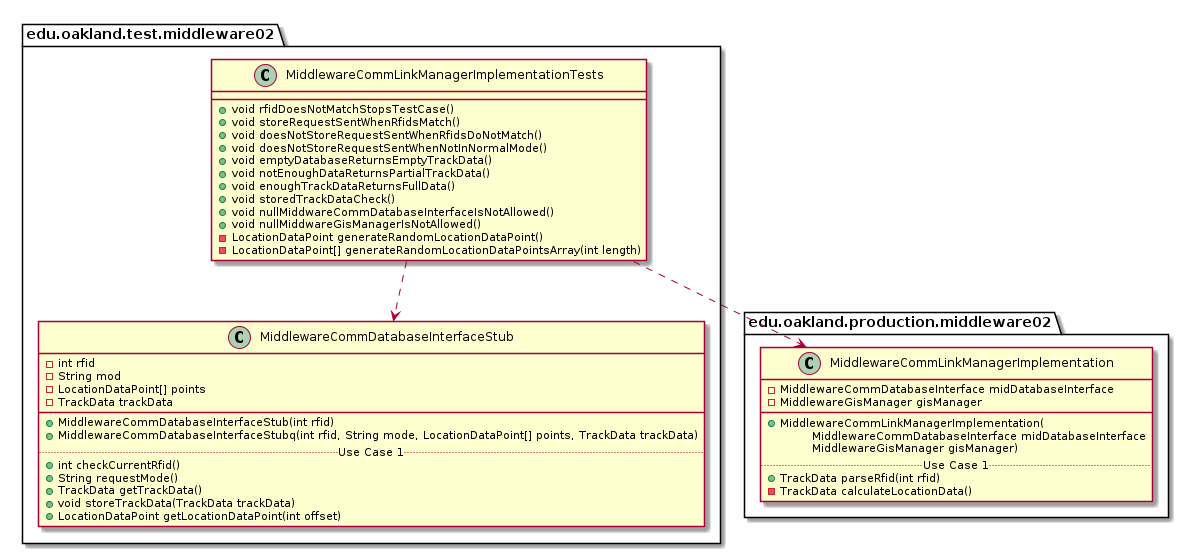 edu.oakland.test.middleware02
C MiddlewareCommLinkManagerImplementationTests
void rfidDoesNotMatchStopsTestCase()
void storeRequestSentWhenRfidsMatch()
void doesNotStoreRequestSentWhenRfidsDoNotMatch()
void doesNotStoreRequestSentWhenNotInNormalMode()
void emptyDatabaseReturnsEmptyTrackData()
void notEnoughDataReturnsPartialTrackData()
void enoughTrackDataReturnsFullData()
void storedTrackDataCheck()
void nullMiddwareCommDatabaseInterfaceIsNotAllowed()
void nullMiddwareGisManagerIsNotAllowed()
LocationDataPoint generateRandomLocationDataPoint()
LocationDataPoint[] generateRandomLocationDataPointsArray(int length)
C MiddlewareCommDatabaseInterfaceStub
int rfid
String mod
LocationDataPoint[] points
TrackData trackData
MiddlewareCommDatabaseInterfaceStub(int rfid)
MiddlewareCommDatabaseInterfaceStubq(int rfid, String mode, LocationDataPoint[] points, TrackData trackData)
Use Case 1
int checkCurrentRfid()
String requestMode()
TrackData getTrackData()
void storeTrackData(TrackData trackData)
LocationDataPoint getLocationDataPoint(int offset)
edu.oakland.production.middleware02
C MiddlewareCommLinkManagerImplementation
MiddlewareCommDatabaseInterface midDatabaseInterface
MiddlewareGisManager gisManager
MiddlewareCommLinkManagerImplementation(
MiddlewareCommDatabaseInterface midDatabaseInterface
MiddlewareGisManager gisManager)
Use Case 1
TrackData parseRfid(int rfid)
TrackData calculateLocationData()